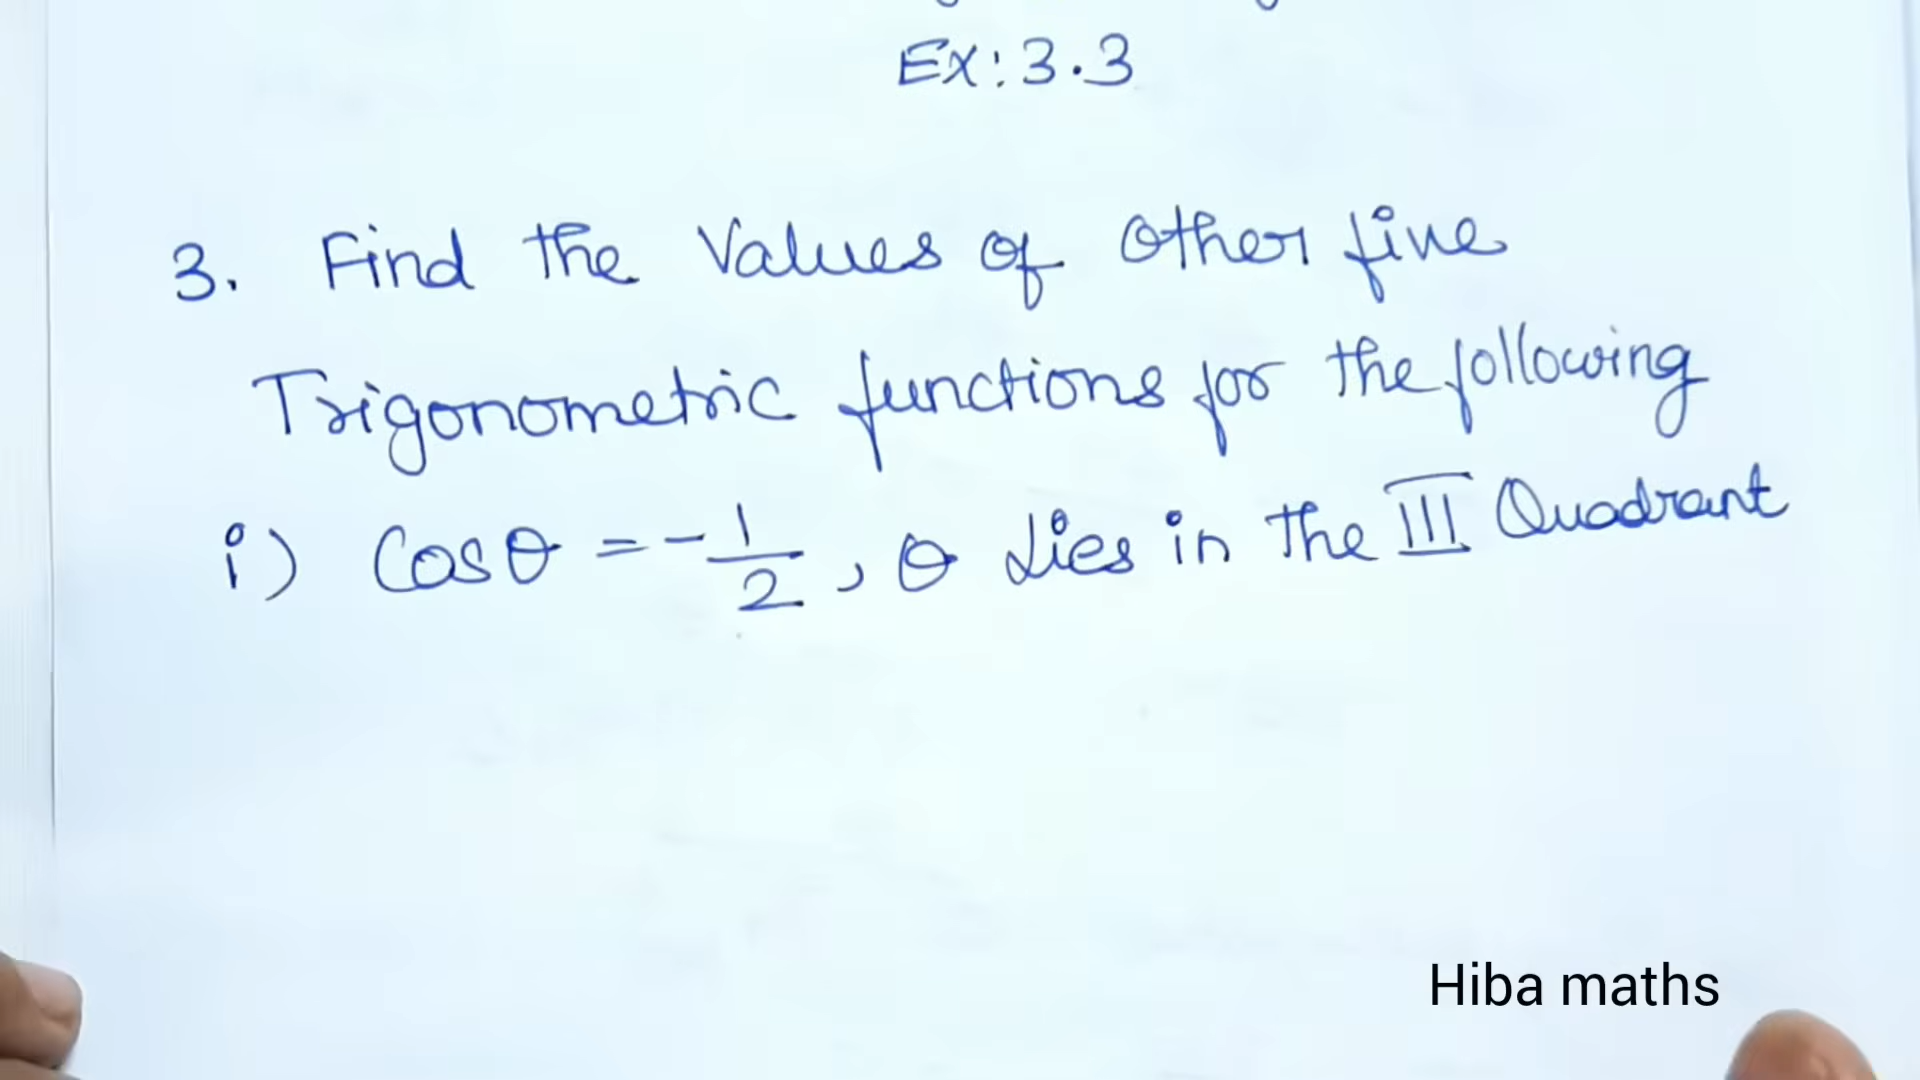 Ex: 3.3
3. Find the Values of other five
Trigonometric functions for the following
i) Cosθ = -1/2, θ lies in the III Quadrant
Hiba maths